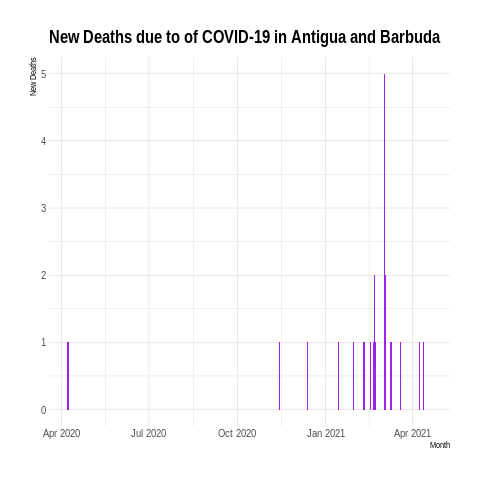 New Deaths due to of COVID-19 in Antigua and Barbuda
New Deaths
5
4
3
2
1
0
Apr 2020 Jul 2020 Oct 2020 Jan 2021 Apr 2021
Month